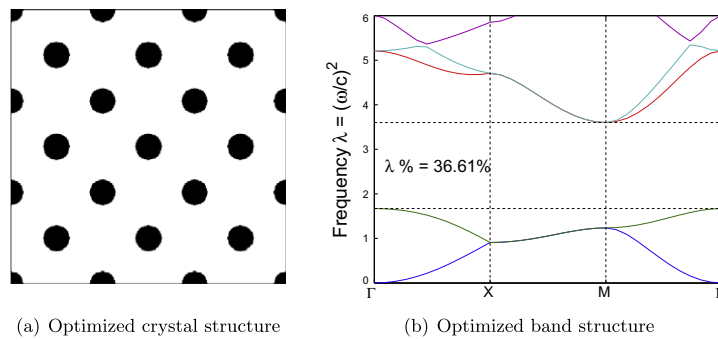 6
5
4
3
2
1
0
Frequency λ = (ω/c)²
λ % = 36.61%
Γ X M Γ
(a) Optimized crystal structure
(b) Optimized band structure